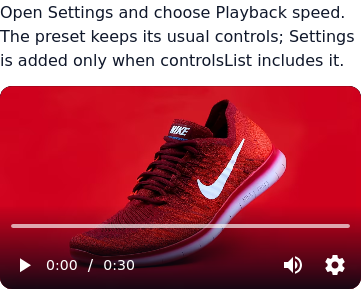 Open Settings and choose Playback speed.
The preset keeps its usual controls; Settings
is added only when controlsList includes it.
NIKE
0:00 / 0:30